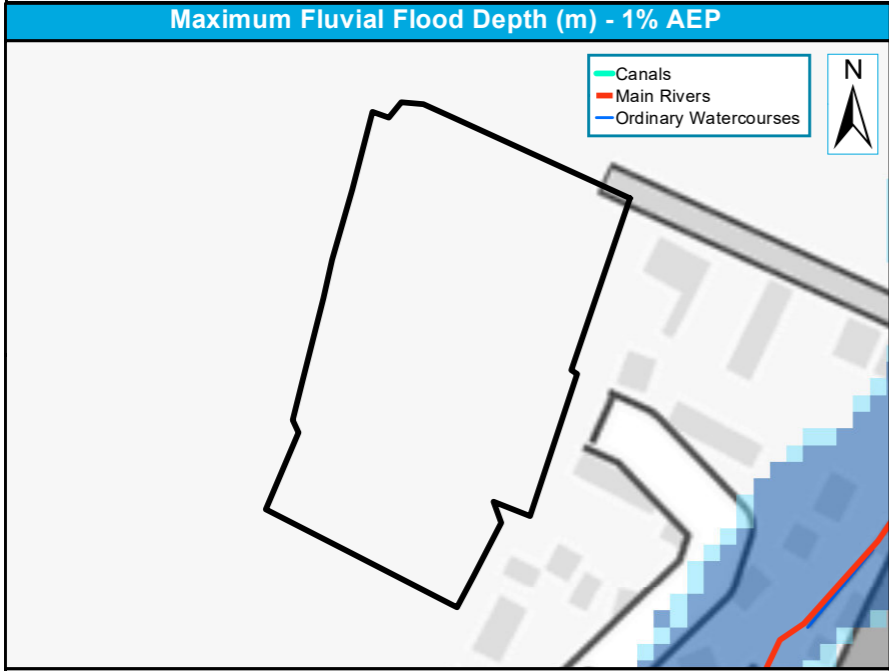 Maximum Fluvial Flood Depth (m) - 1% AEP
Canals
Main Rivers
Ordinary Watercourses
N